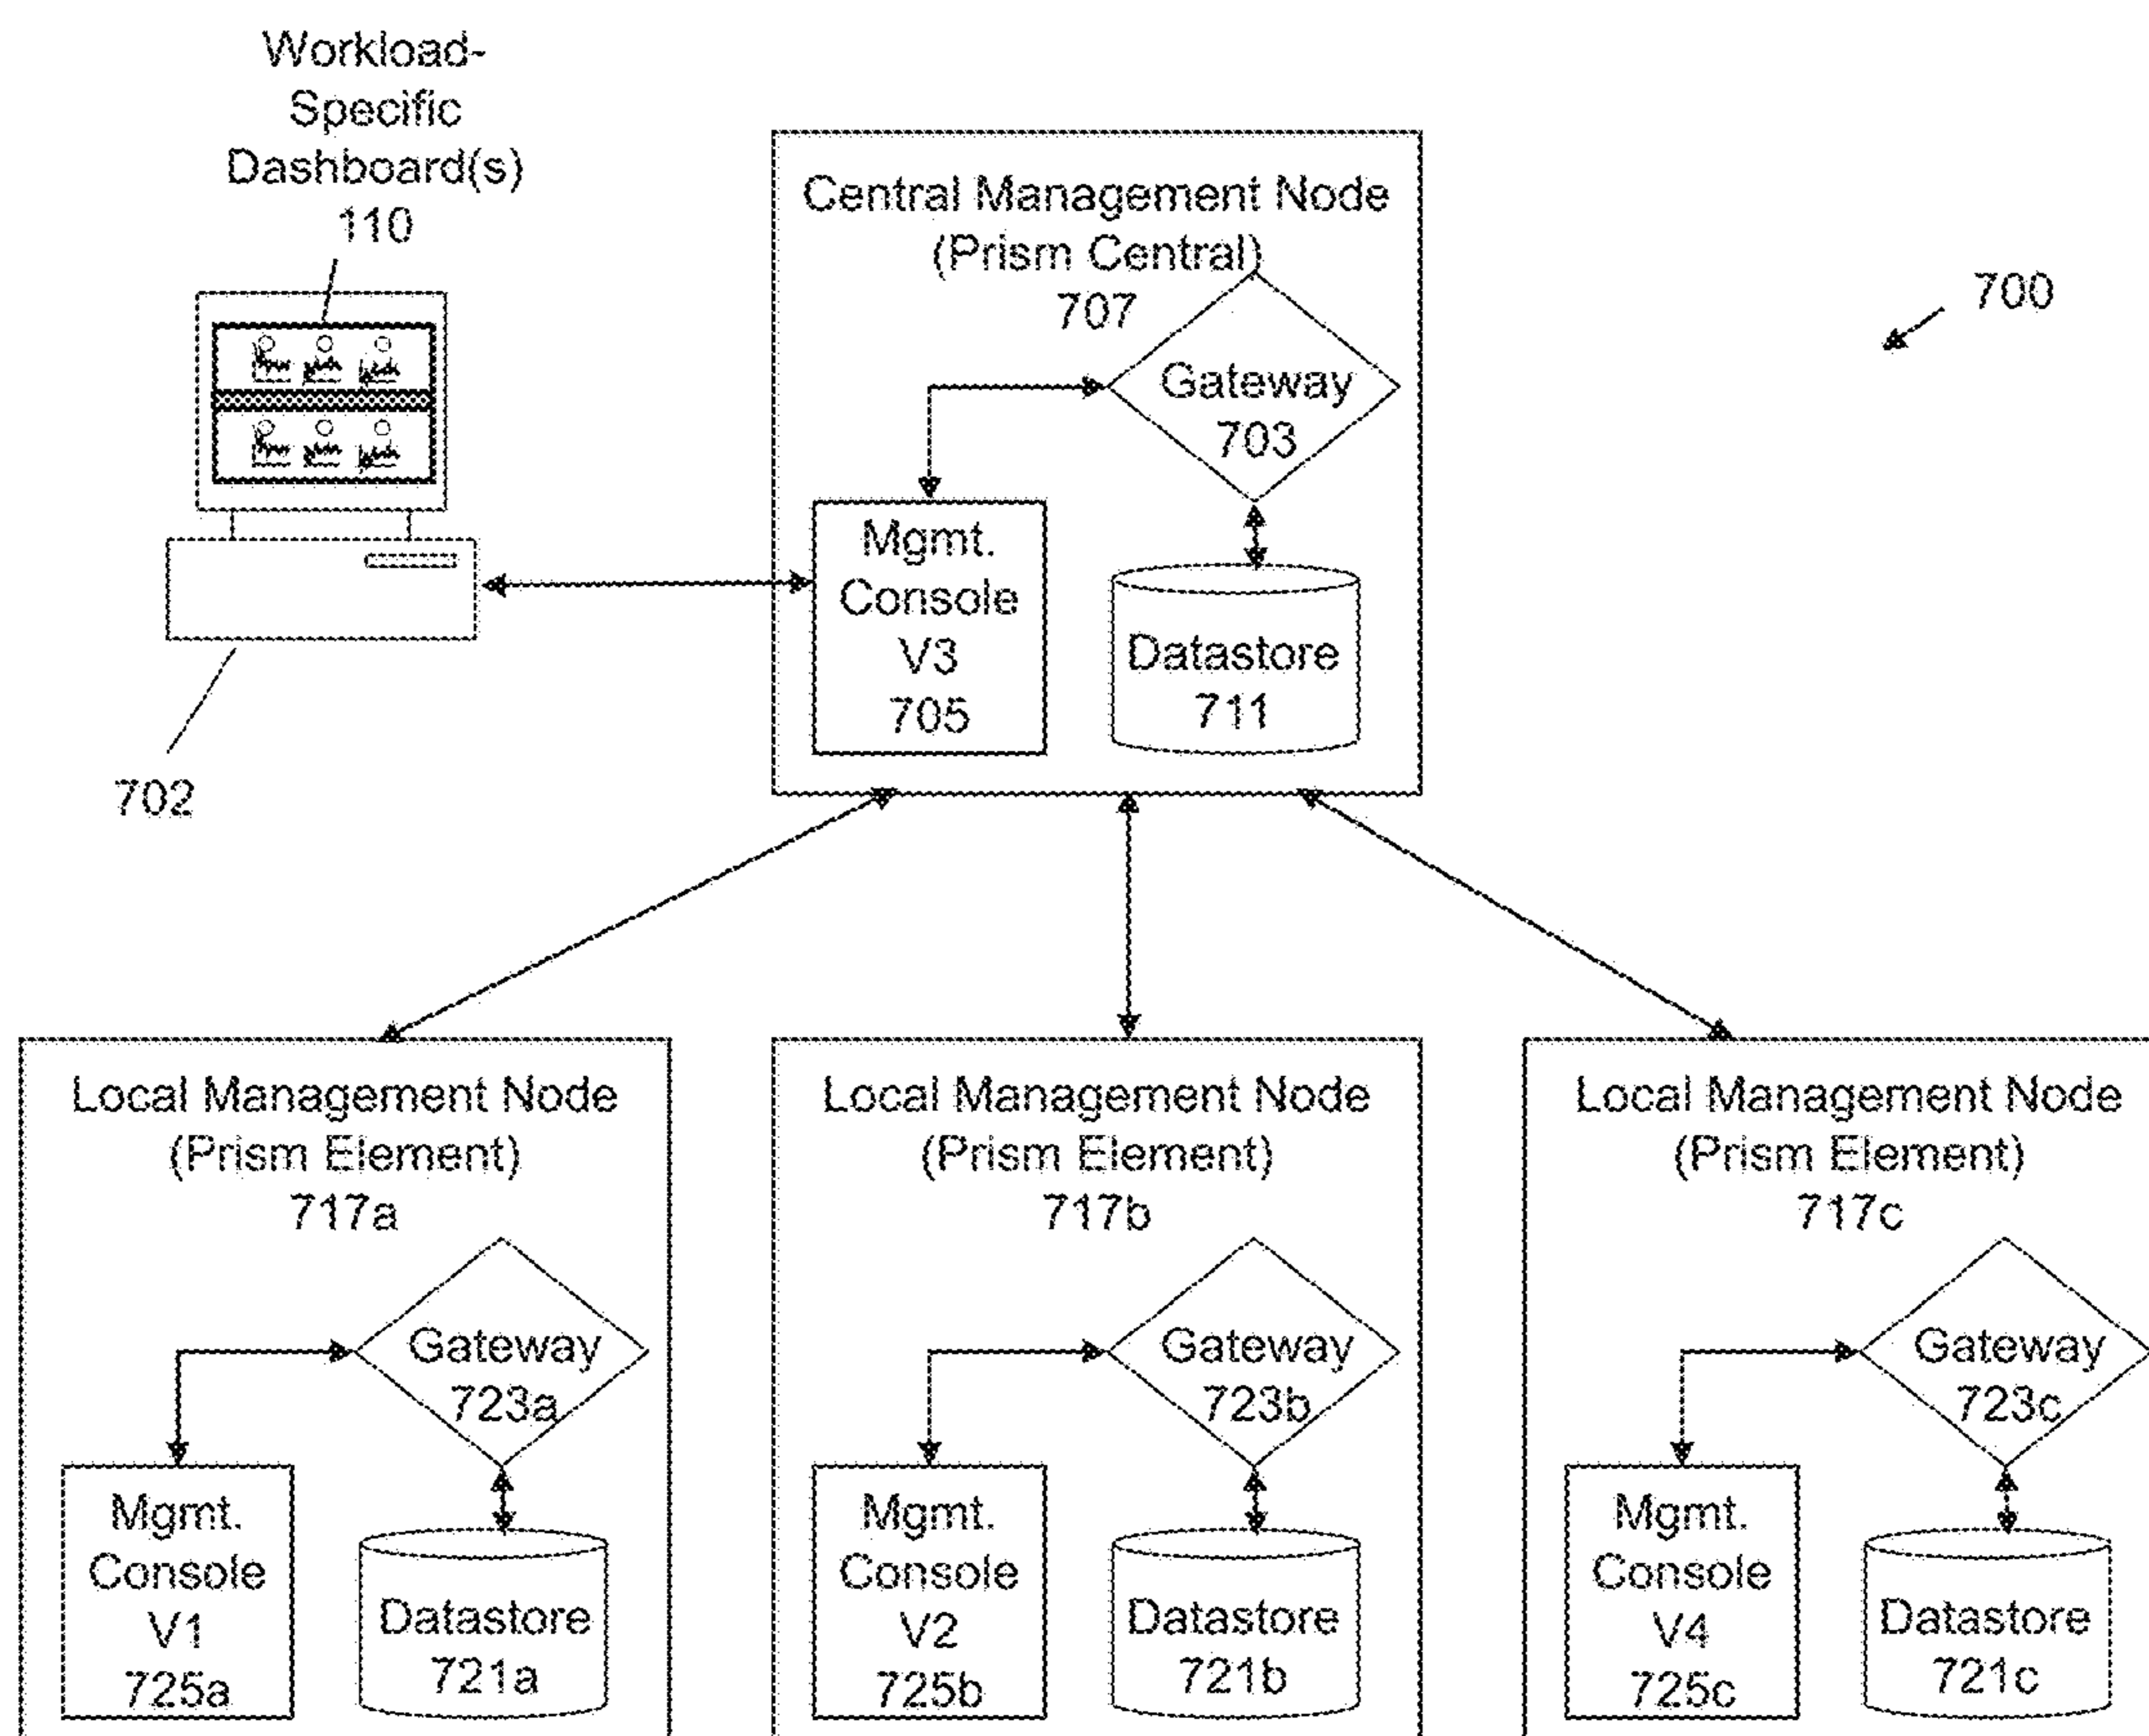 Workload-
Specific
Dashboard(s)
110
Central Management Node
(Prism Central)
707
700
Gateway
703
Mgmt.
Console
V3
705
Datastore
711
702
Local Management Node
(Prism Element)
717a
Gateway
723a
Mgmt.
Console
V1
725a
Datastore
721a
Local Management Node
(Prism Element)
717b
Gateway
723b
Mgmt.
Console
V2
725b
Datastore
721b
Local Management Node
(Prism Element)
717c
Gateway
723c
Mgmt.
Console
V4
725c
Datastore
721c